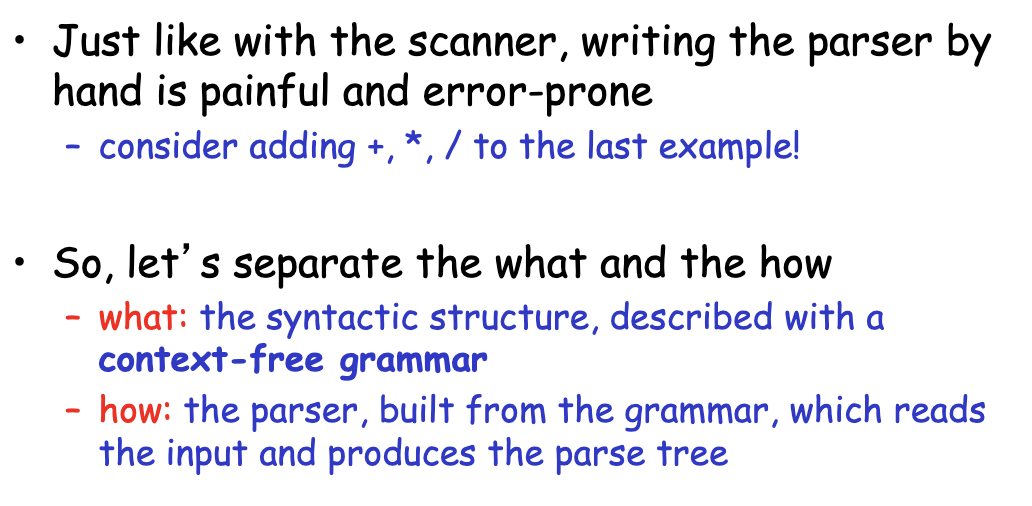 • Just like with the scanner, writing the parser by
hand is painful and error-prone
– consider adding +, *, / to the last example!
• So, let's separate the what and the how
– what: the syntactic structure, described with a
context-free grammar
– how: the parser, built from the grammar, which reads
the input and produces the parse tree